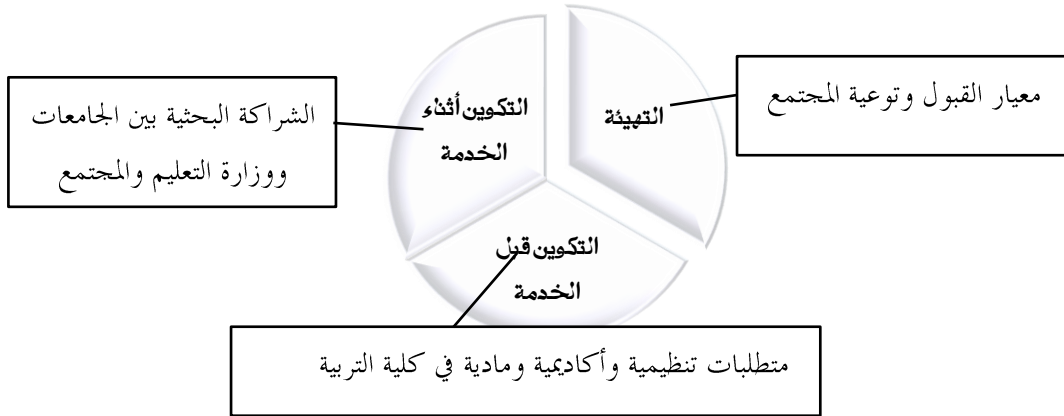 معيار القبول وتوعية المجتمع
التهيئة
التكوين أثناء
الخدمة
الشراكة البحثية بين الجامعات
ووزارة التعليم والمجتمع
التكوين قبل
الخدمة
متطلبات تنظيمية وأكاديمية ومادية في كلية التربية